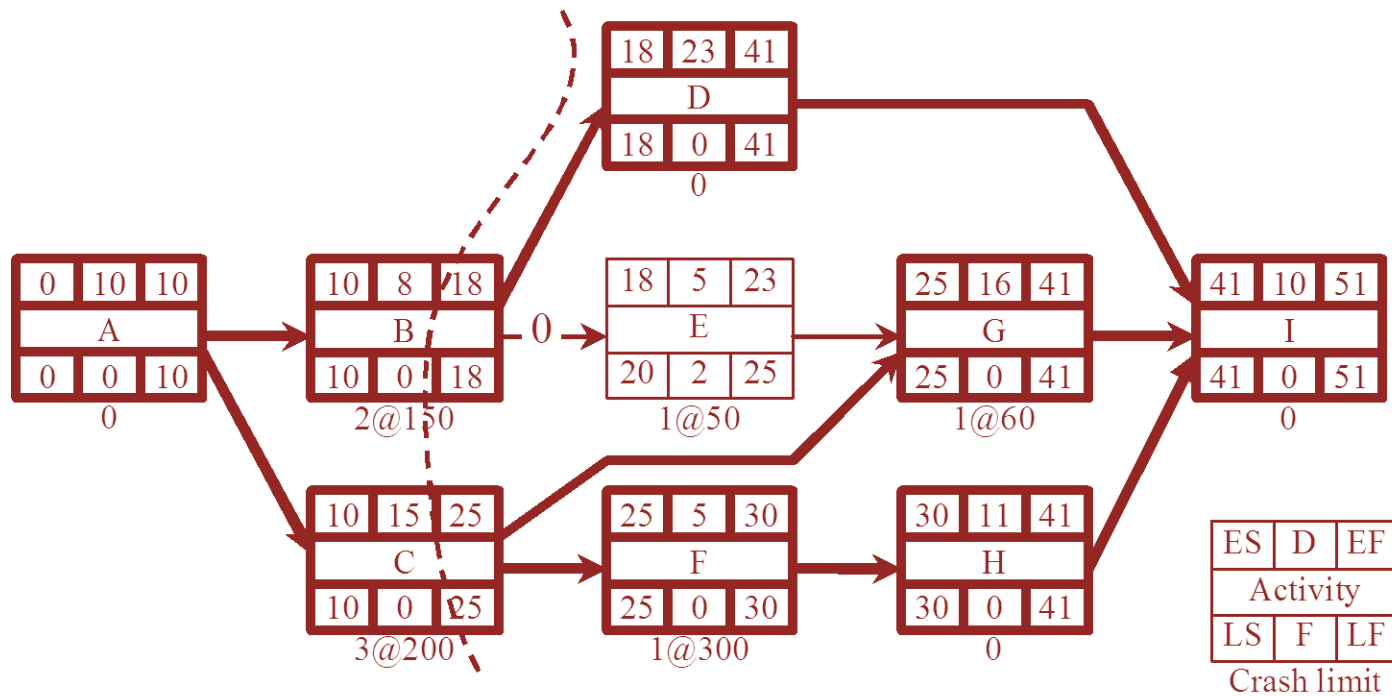 18 23 41
D
18 0 41
0
0 10 10
A
0 0 10
0
10 8 18
B
10 0 18
2@150
0
18 5 23
E
20 2 25
1@50
25 16 41
G
25 0 41
1@60
41 10 51
I
41 0 51
0
10 15 25
C
10 0 25
3@200
25 5 30
F
25 0 30
1@300
30 11 41
H
30 0 41
0
ES D EF
Activity
LS F LF
Crash limit